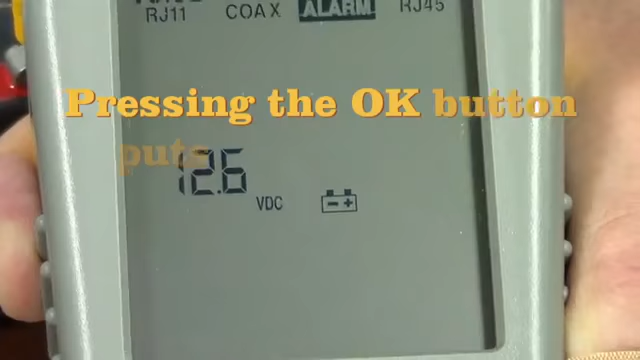 RJ11 COAX ALARM RJ45
Pressing the OK button
puts
12.6
VDC